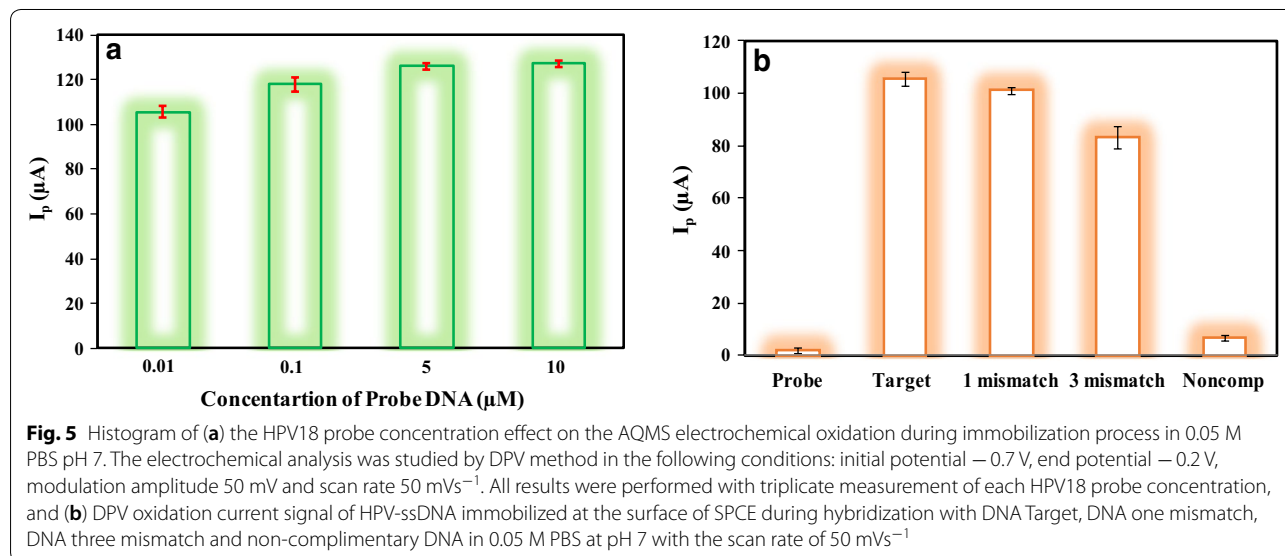 a
140
120
100
80
60
40
20
0
Ip (µA)
0.01 0.1 5 10
Concentartion of Probe DNA (µM)
b
120
100
80
60
40
20
0
Ip (µA)
Probe Target 1 mismatch 3 mismatch Noncomp
Fig. 5 Histogram of (a) the HPV18 probe concentration effect on the AQMS electrochemical oxidation during immobilization process in 0.05 M
PBS pH 7. The electrochemical analysis was studied by DPV method in the following conditions: initial potential −0.7 V, end potential −0.2 V,
modulation amplitude 50 mV and scan rate 50 mVs⁻¹. All results were performed with triplicate measurement of each HPV18 probe concentration,
and (b) DPV oxidation current signal of HPV-ssDNA immobilized at the surface of SPCE during hybridization with DNA Target, DNA one mismatch,
DNA three mismatch and non-complimentary DNA in 0.05 M PBS at pH 7 with the scan rate of 50 mVs⁻¹